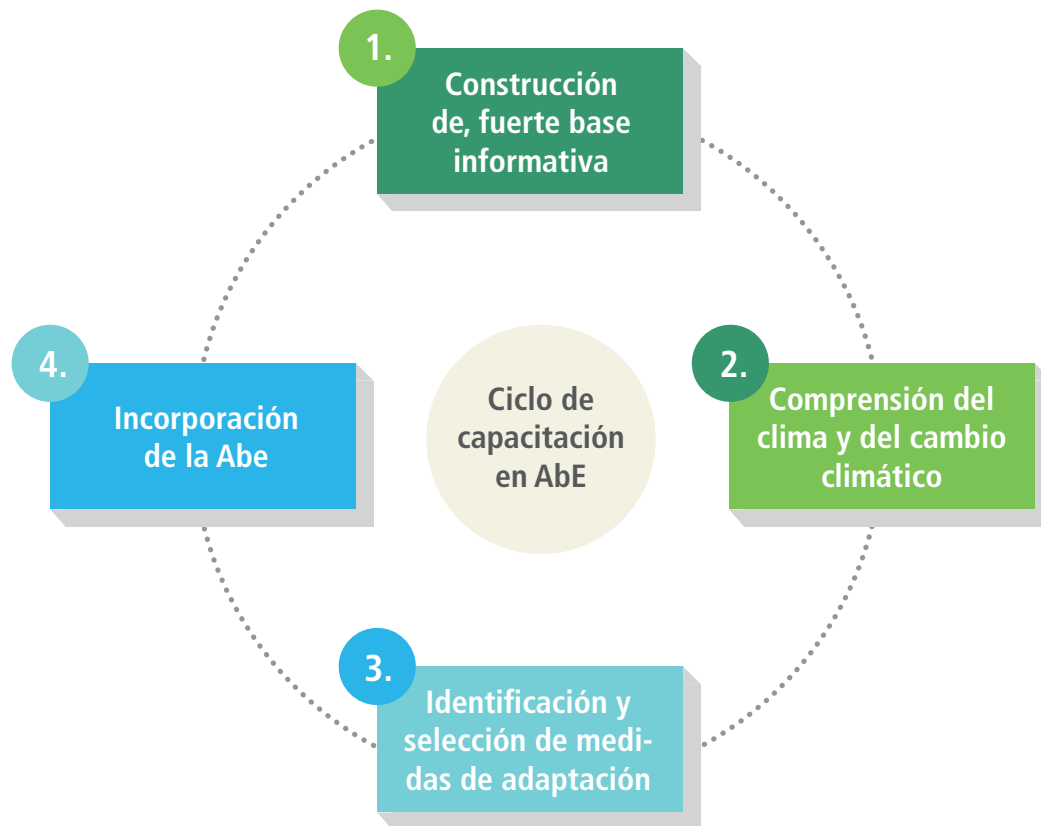 1.
Construcción
de, fuerte base
informativa
2.
Comprensión del
clima y del cambio
climático
3.
Identificación y
selección de medi-
das de adaptación
4.
Incorporación
de la Abe
Ciclo de
capacitación
en AbE